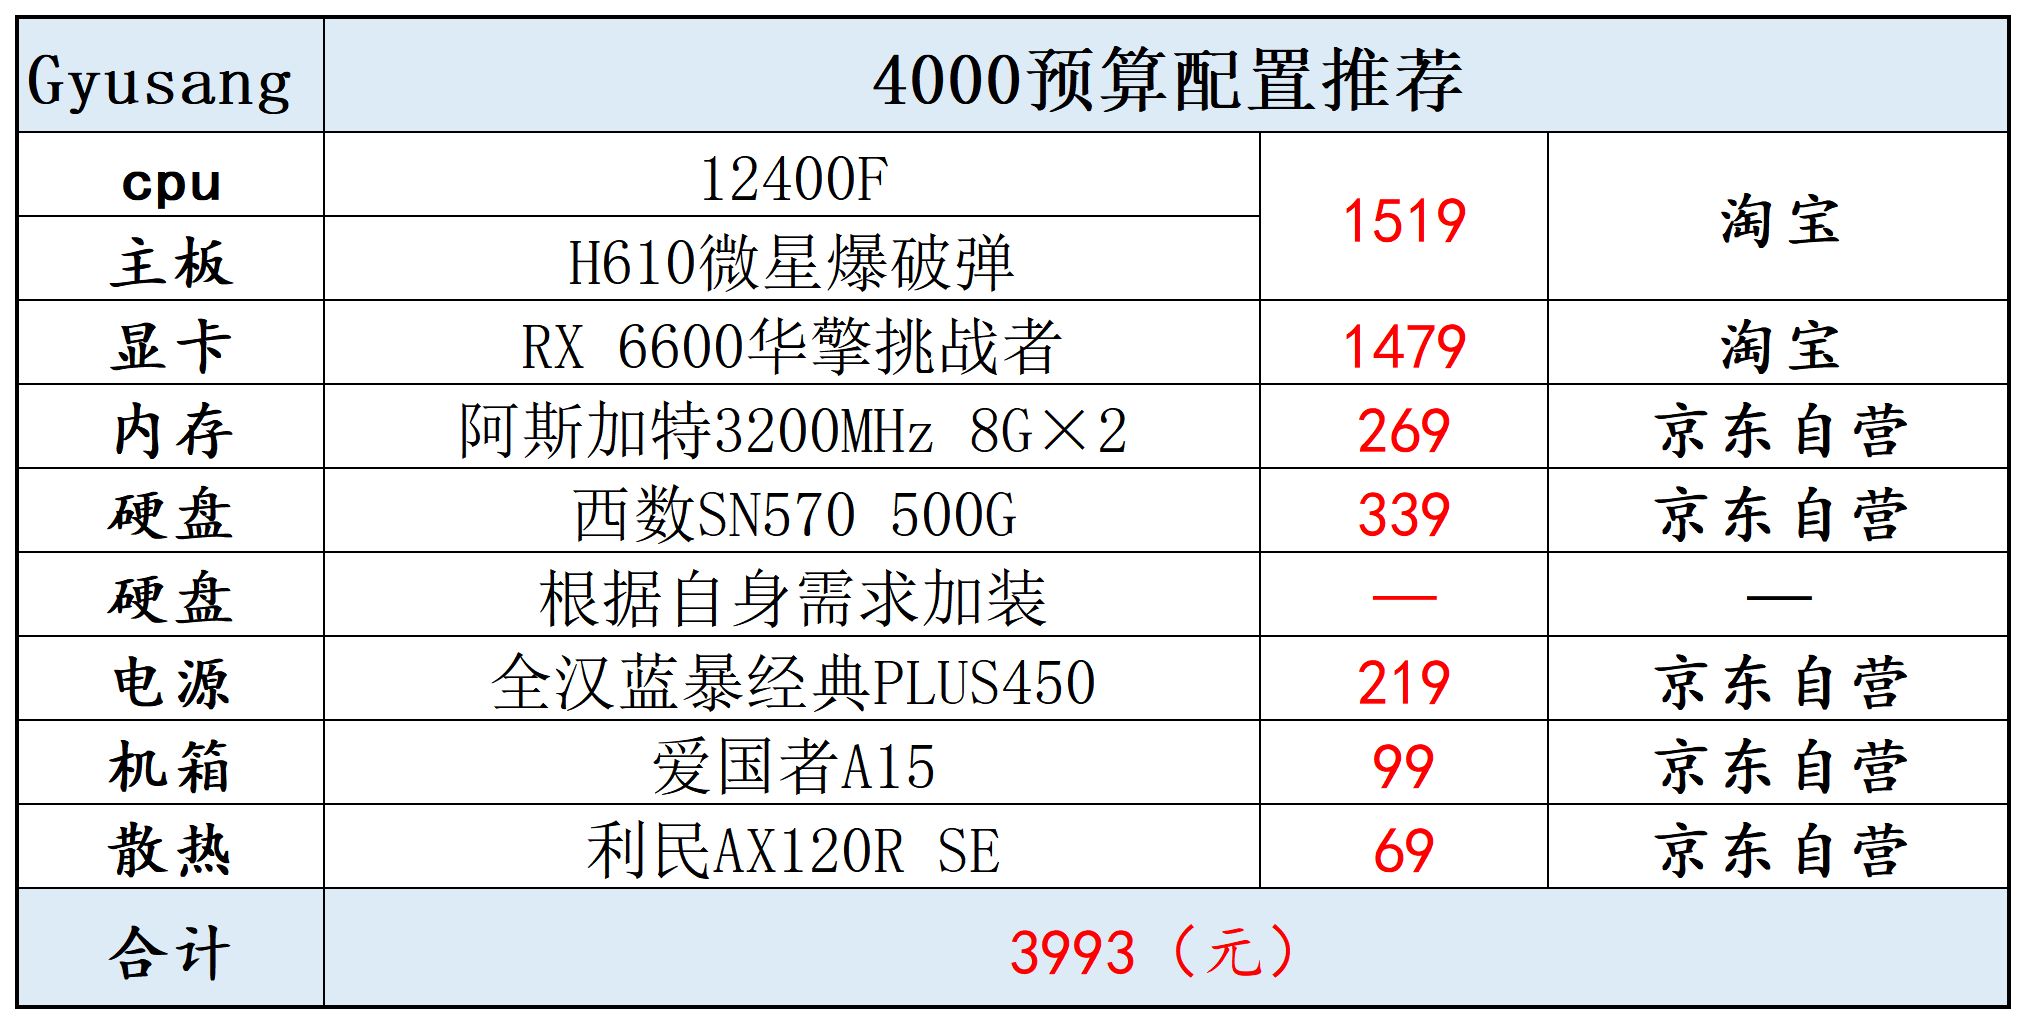 Gyusang 4000预算配置推荐
cpu 12400F 1519 淘宝
主板 H610微星爆破弹
显卡 RX 6600华擎挑战者 1479 淘宝
内存 阿斯加特3200MHz 8G×2 269 京东自营
硬盘 西数SN570 500G 339 京东自营
硬盘 根据自身需求加装 — —
电源 全汉蓝暴经典PLUS450 219 京东自营
机箱 爱国者A15 99 京东自营
散热 利民AX120R SE 69 京东自营
合计 3993（元）